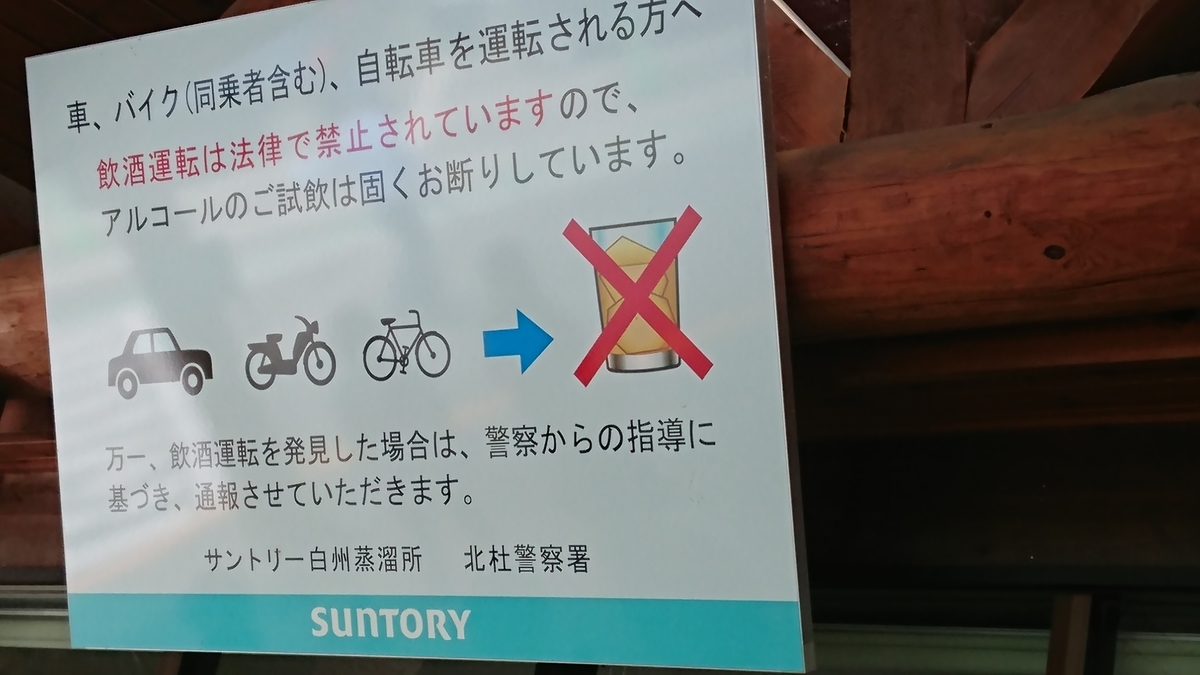 車、バイク(同乗者含む)、自転車を運転される方へ
飲酒運転は法律で禁止されていますので、
アルコールのご試飲は固くお断りしています。
万一、飲酒運転を発見した場合は、警察からの指導に
基づき、通報させていただきます。
サントリー白州蒸溜所 北杜警察署
SUNTORY